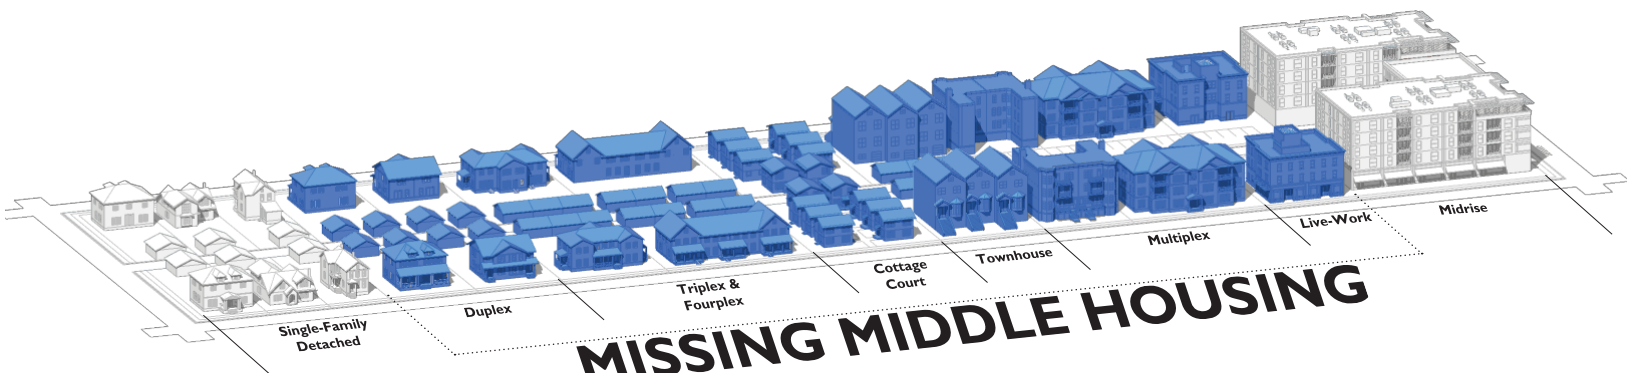 Single-Family
Detached
Duplex
Triplex &
Fourplex
Cottage
Court
Townhouse
Multiplex
Live-Work
Midrise
MISSING MIDDLE HOUSING